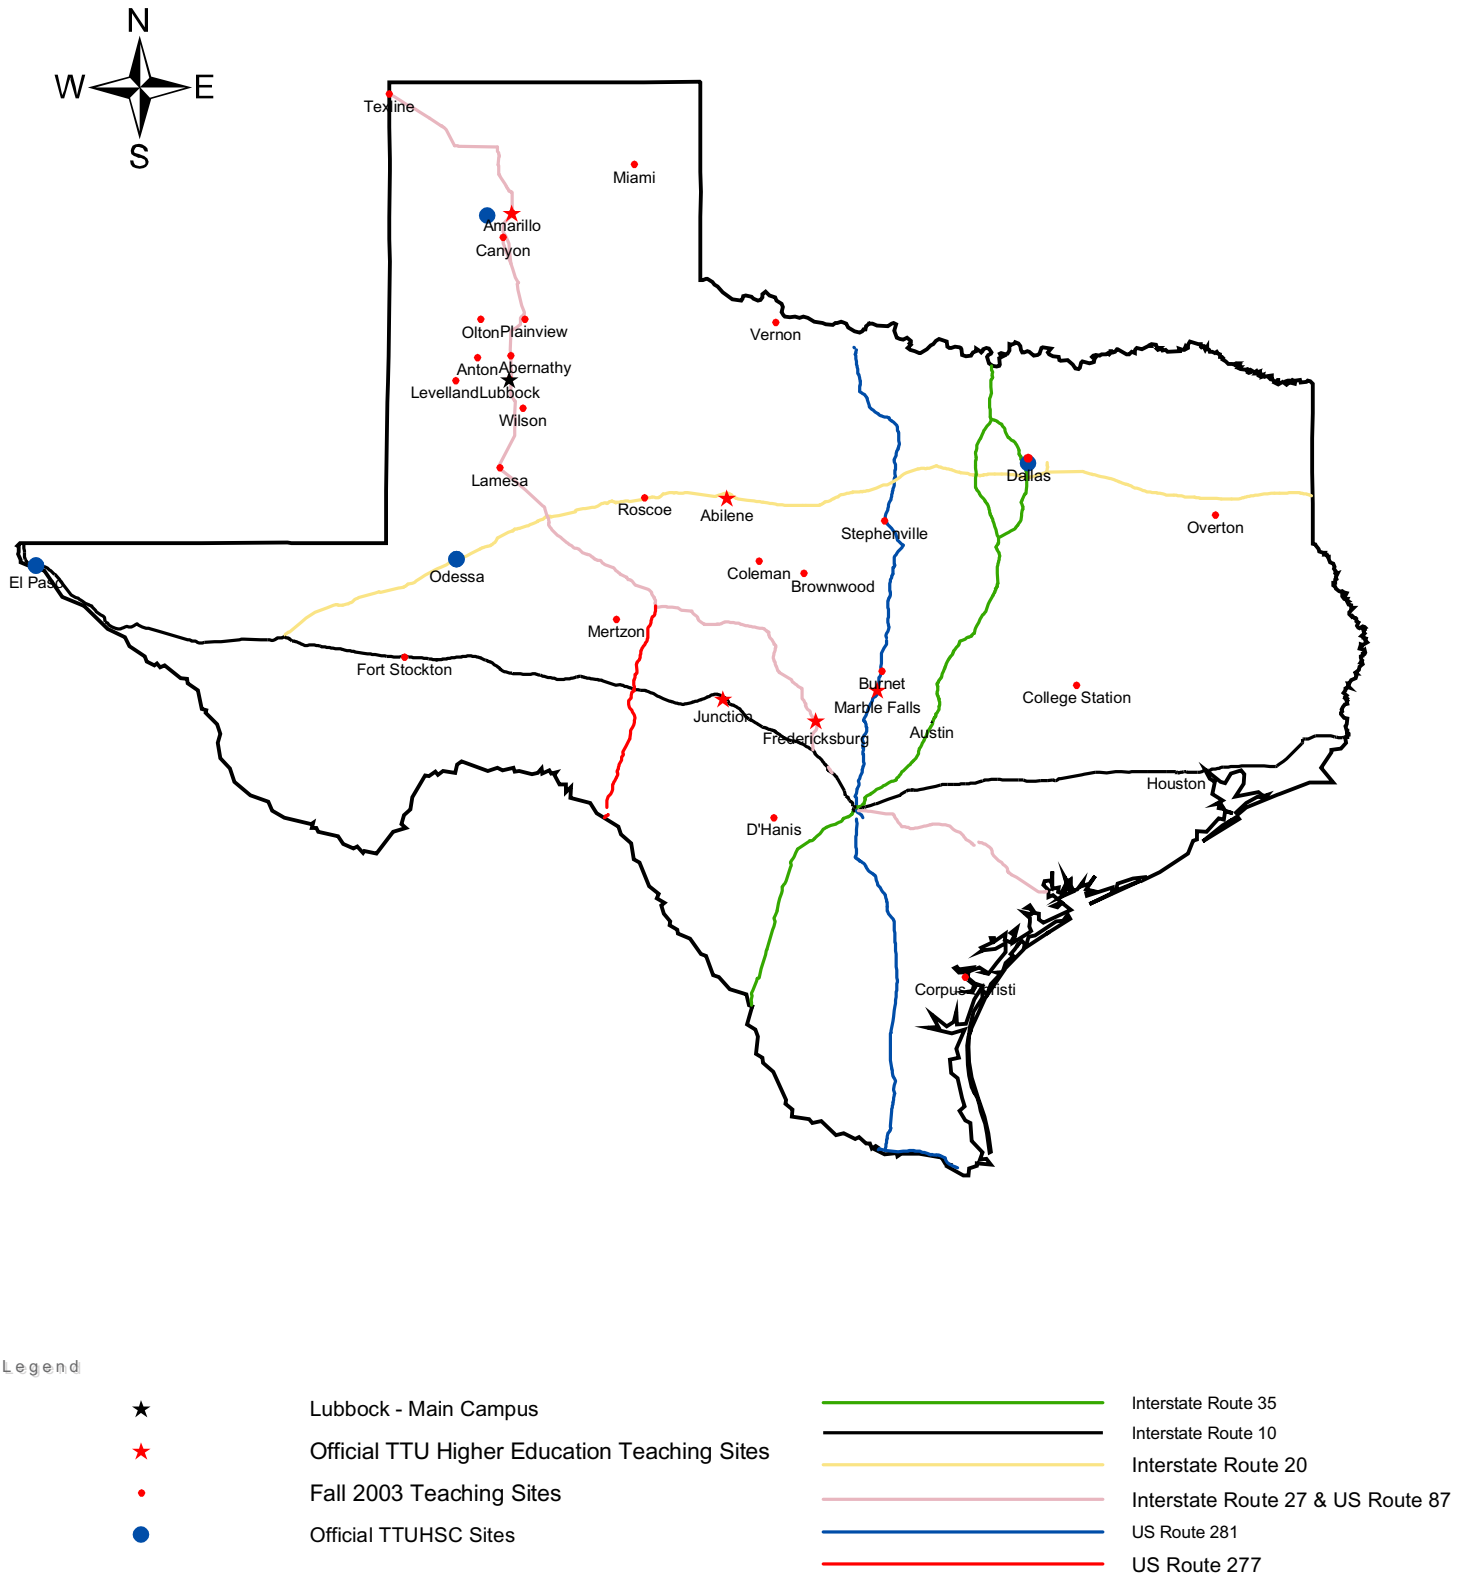 N
W E
S
Texline
Miami
Amarillo
Canyon
Olton Plainview
Vernon
Anton Abernathy
Levelland Lubbock
Wilson
Lamesa
Dallas
Roscoe
Abilene
Stephenville
Overton
El Paso
Odessa
Coleman
Brownwood
Mertzon
Fort Stockton
Burnet
College Station
Marble Falls
Junction
Fredericksburg
Austin
Houston
D'Hanis
Corpus Christi
Legend
Lubbock - Main Campus
Official TTU Higher Education Teaching Sites
Fall 2003 Teaching Sites
Official TTUHSC Sites
Interstate Route 35
Interstate Route 10
Interstate Route 20
Interstate Route 27 & US Route 87
US Route 281
US Route 277